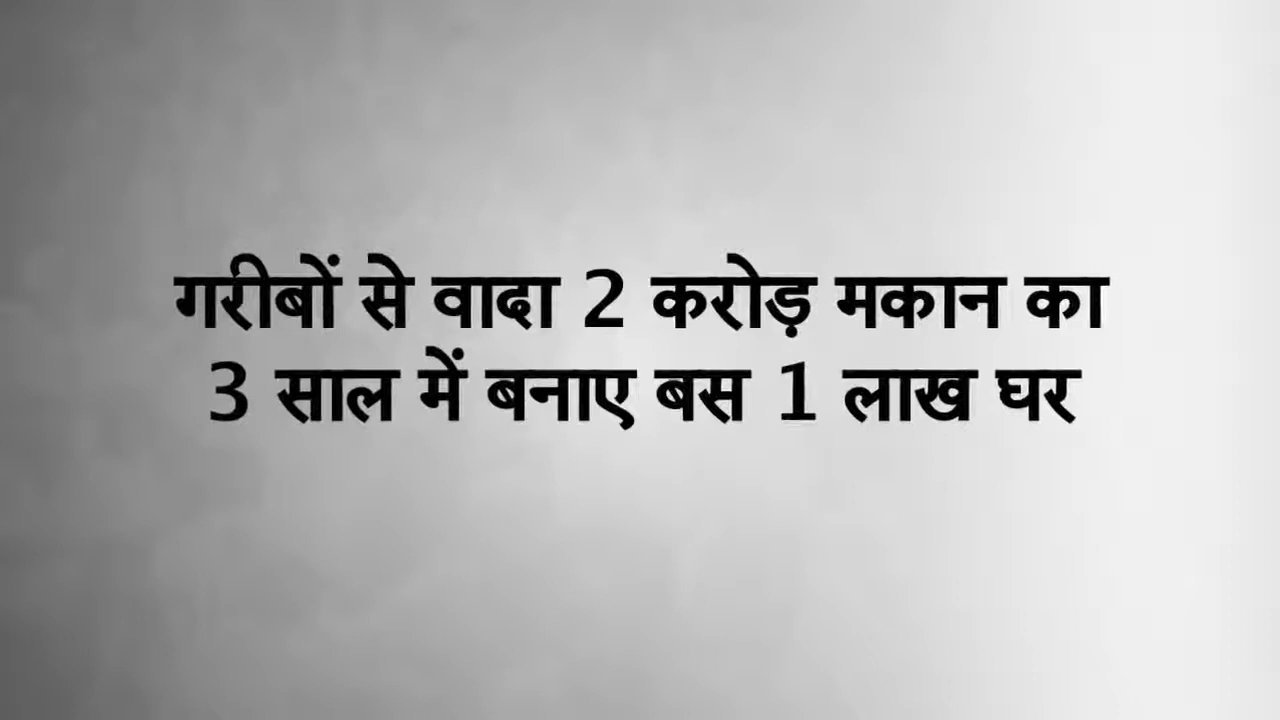 गरीबों से वादा 2 करोड़ मकान का
3 साल में बनाए बस 1 लाख घर